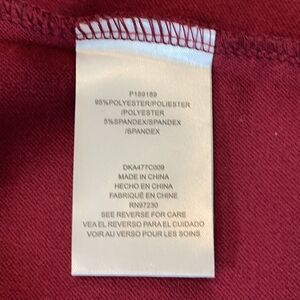 P189189
95%POLYESTER/POLIESTER
/POLYESTER
5%SPANDEX/SPANDEX
/SPANDEX
DKA477C009
MADE IN CHINA
HECHO EN CHINA
FABRIQUÉ EN CHINE
RN97230
SEE REVERSE FOR CARE
VEA EL REVERSO PARA EL CUIDADO
VOIR AU VERSO POUR LES SOINS